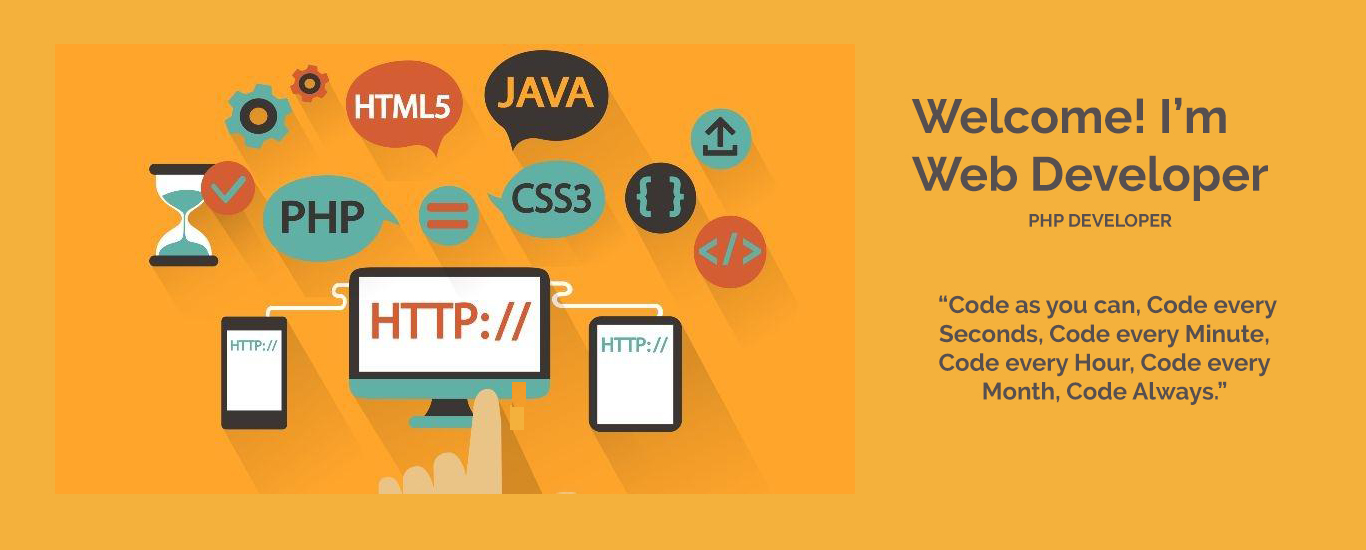 HTML5
JAVA
PHP
=
CSS3
{ }
</>
HTTP://
HTTP://
HTTP://
Welcome! I’m
Web Developer
PHP DEVELOPER
“Code as you can, Code every
Seconds, Code every Minute,
Code every Hour, Code every
Month, Code Always.”